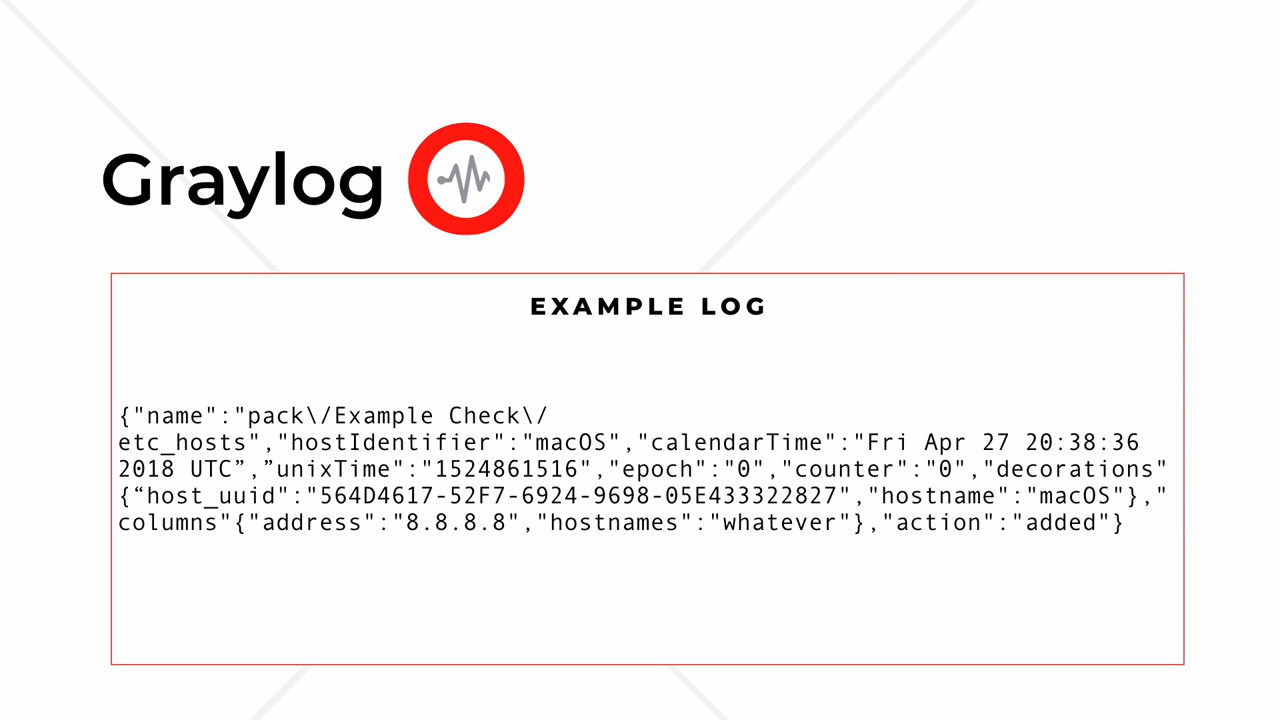 Graylog
EXAMPLE LOG
{"name":"pack\/Example Check\/
etc_hosts","hostIdentifier":"macOS","calendarTime":"Fri Apr 27 20:38:36
2018 UTC”,”unixTime":"1524861516","epoch":"0","counter":"0","decorations"
{“host_uuid":"564D4617-52F7-6924-9698-05E433322827","hostname":"macOS"},"
columns"{"address":"8.8.8.8","hostnames":"whatever"},"action":"added"}